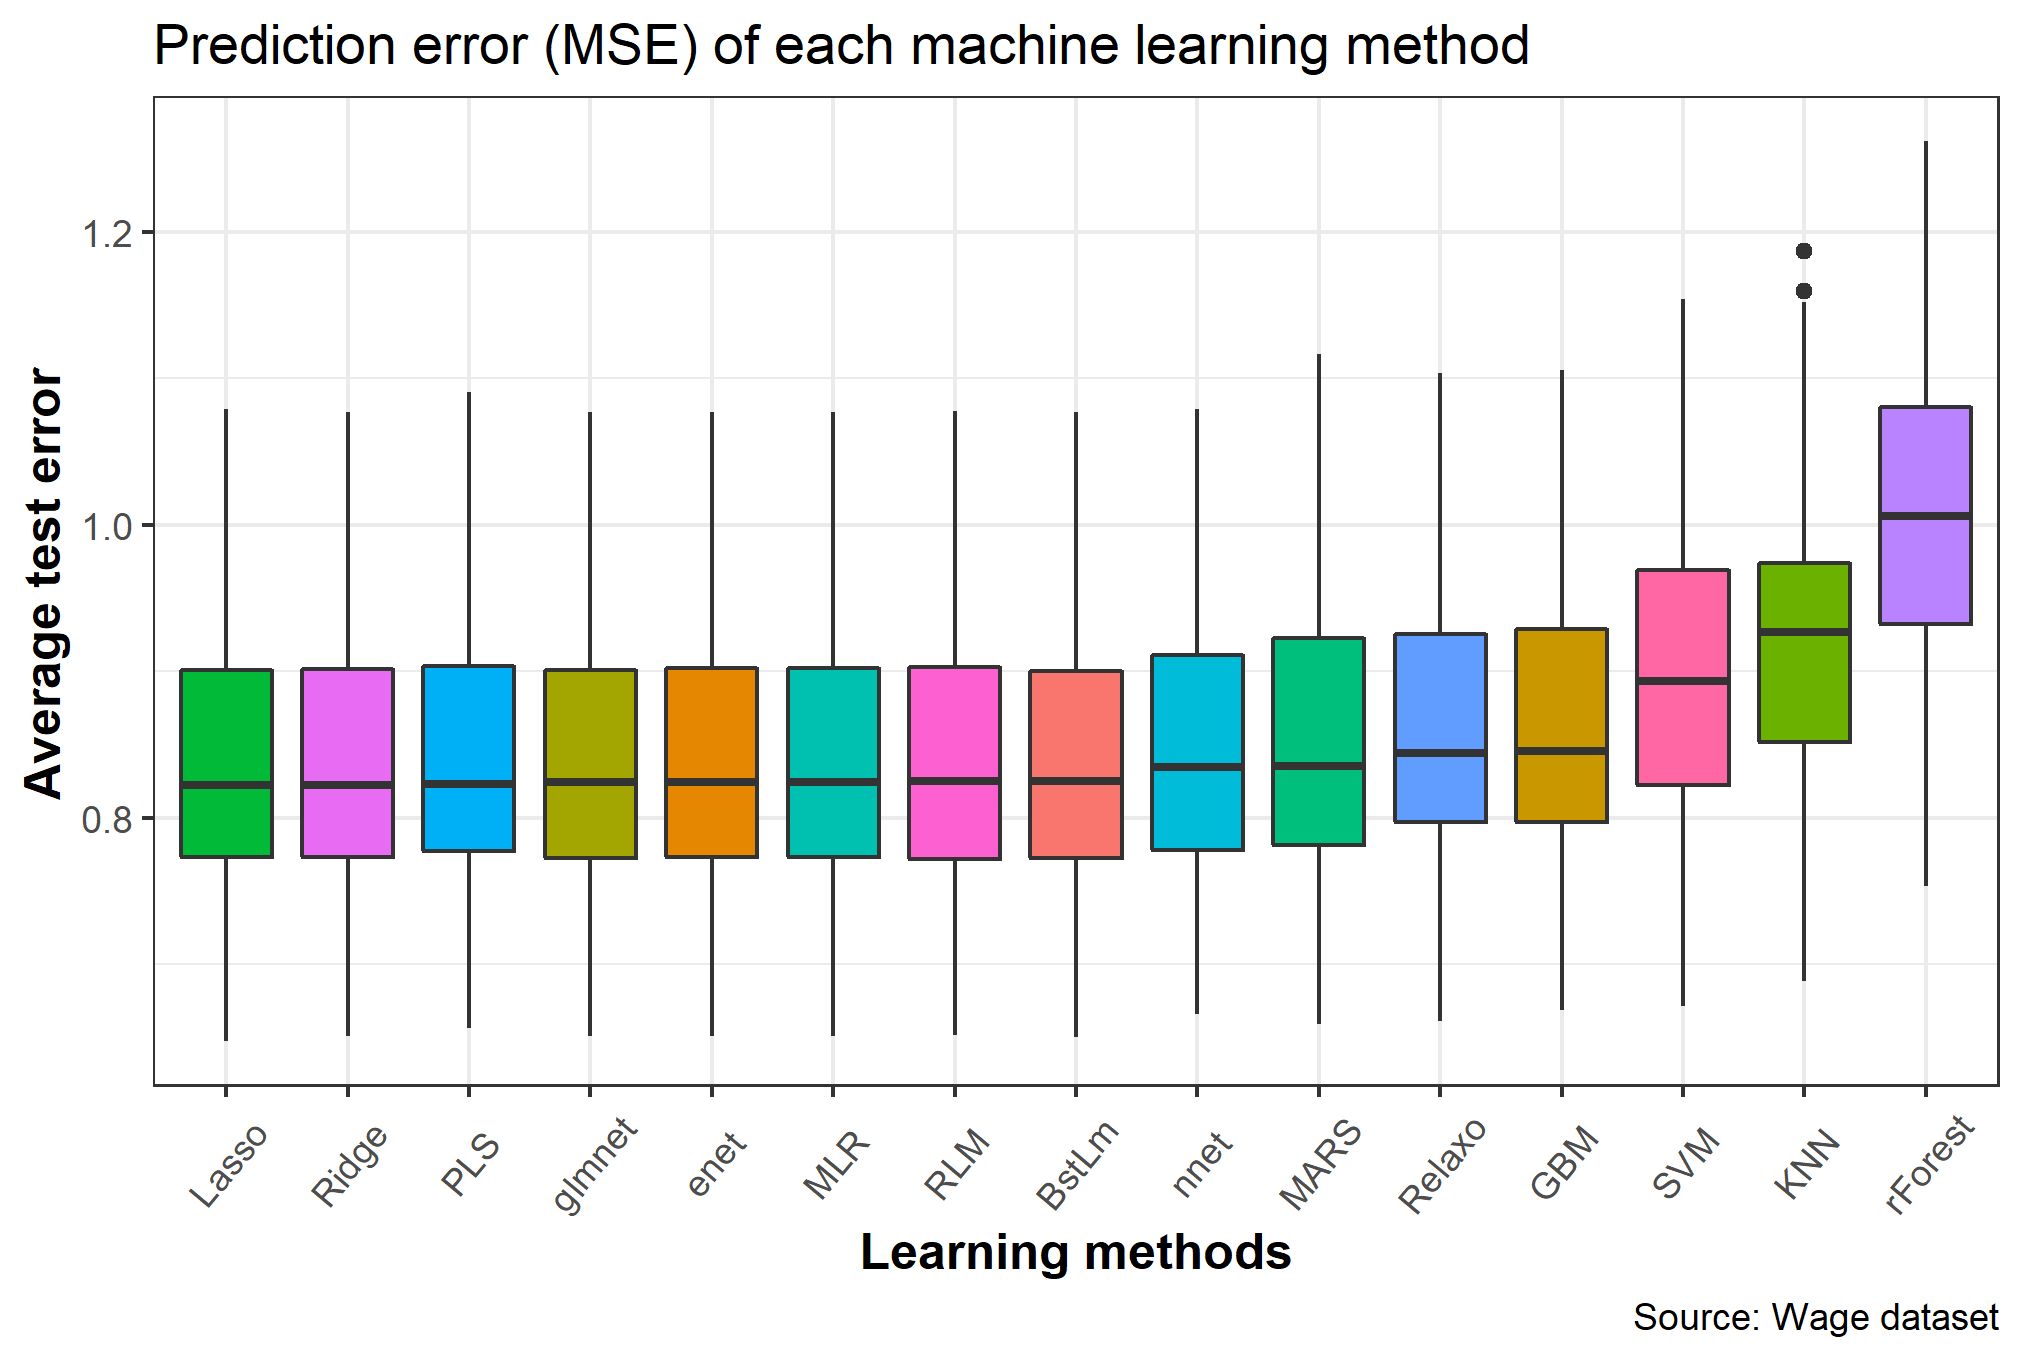 Prediction error (MSE) of each machine learning method
Average test error
1.2
1.0
0.8
Lasso
Ridge
PLS
glmnet
enet
MLR
RLM
BstLm
nnet
MARS
Relaxo
GBM
SVM
KNN
rForest
Learning methods
Source: Wage dataset